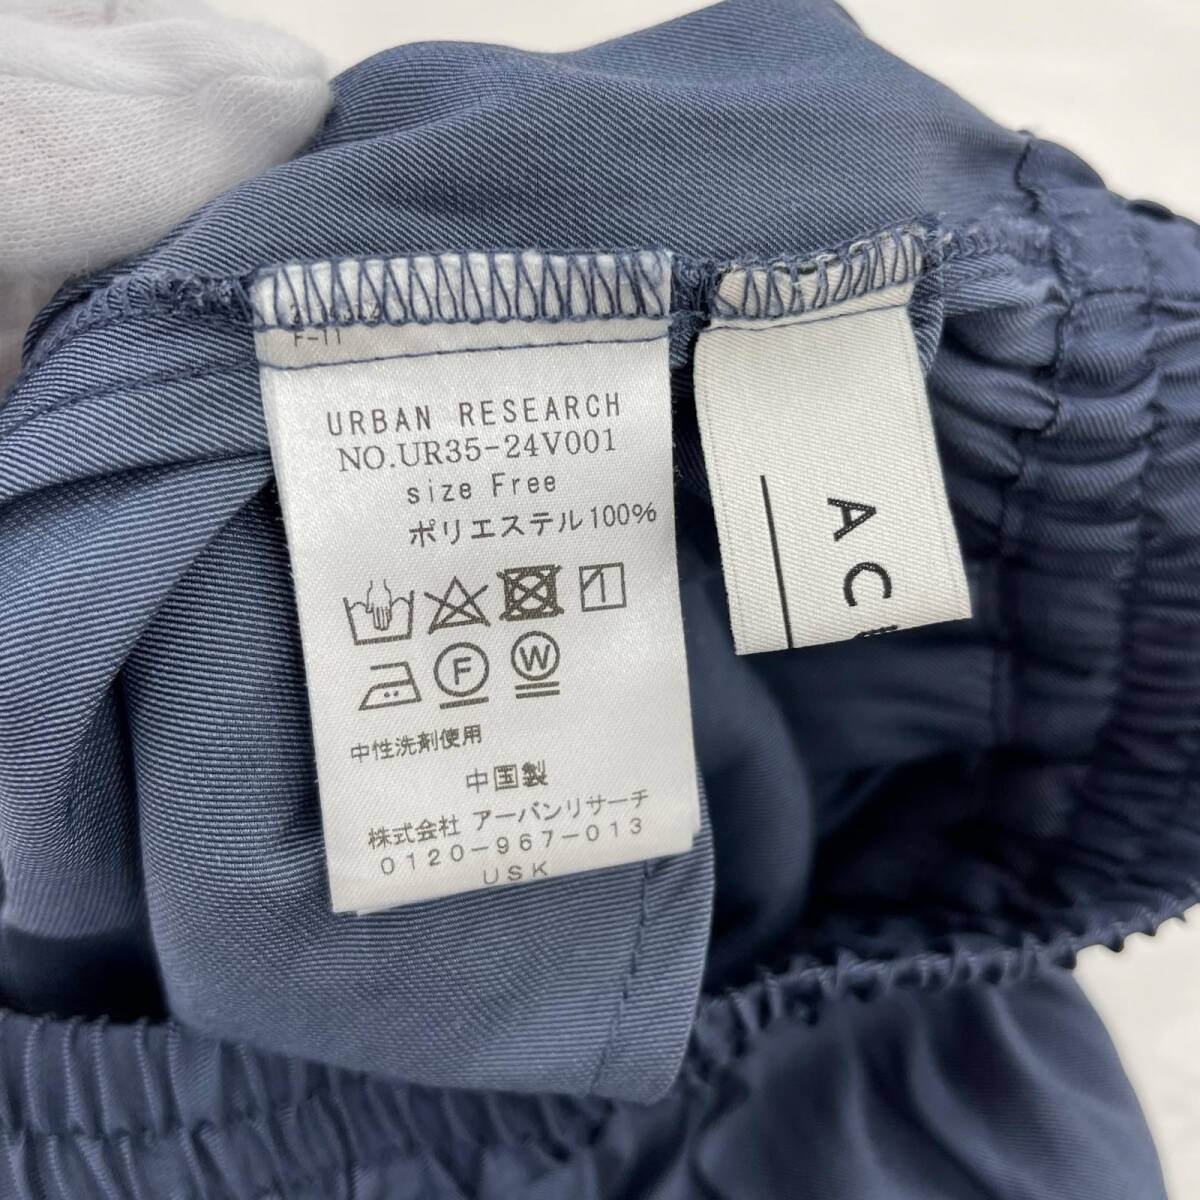 F-11
URBAN RESEARCH
NO.UR35-24V001
size Free
ポリエステル100%
F
W
中性洗剤使用
中国製
株式会社 アーバンリサーチ
0120-967-013
USK
AC